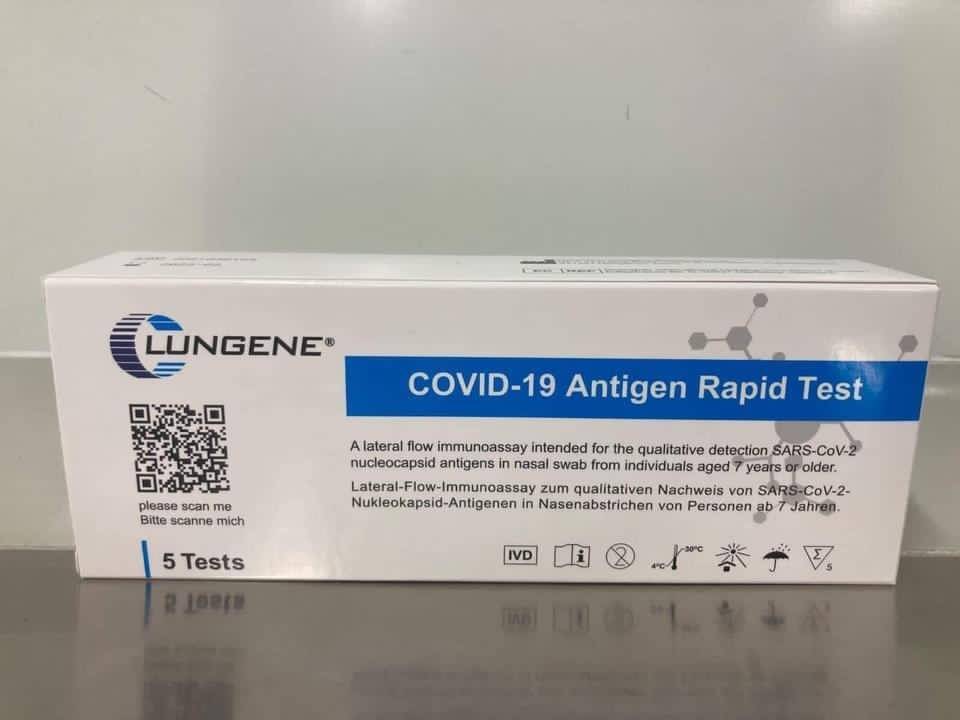 CLUNGENE®
COVID-19 Antigen Rapid Test
A lateral flow immunoassay intended for the qualitative detection SARS-CoV-2
nucleocapsid antigens in nasal swab from individuals aged 7 years or older.
Lateral-Flow-Immunoassay zum qualitativen Nachweis von SARS-CoV-2-
Nukleokapsid-Antigenen in Nasenabstrichen von Personen ab 7 Jahren.
please scan me
Bitte scanne mich
5 Tests
IVD
i
2
4°C
30°C
Σ
5